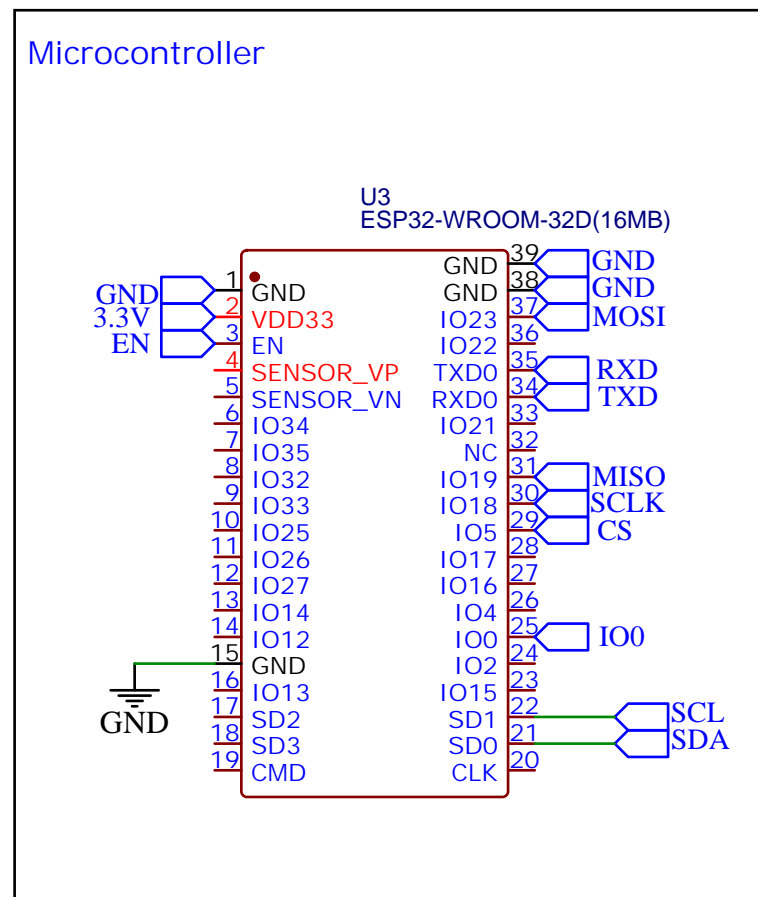 Microcontroller
U3
ESP32-WROOM-32D(16MB)
GND 1 GND
3.3V 2 VDD33
EN 3 EN
4 SENSOR_VP
5 SENSOR_VN
6 IO34
7 IO35
8 IO32
9 IO33
10 IO25
11 IO26
12 IO27
13 IO14
14 IO12
15 GND
GND
16 IO13
17 SD2
18 SD3
19 CMD
GND 39 GND
GND 38 GND
IO23 37 MOSI
IO22 36
TXD0 35 RXD
RXD0 34 TXD
IO21 33
NC 32
IO19 31 MISO
IO18 30 SCLK
IO5 29 CS
IO17 28
IO16 27
IO4 26
IO0 25 IO0
IO2 24
IO15 23
SD1 22 SCL
SD0 21 SDA
CLK 20